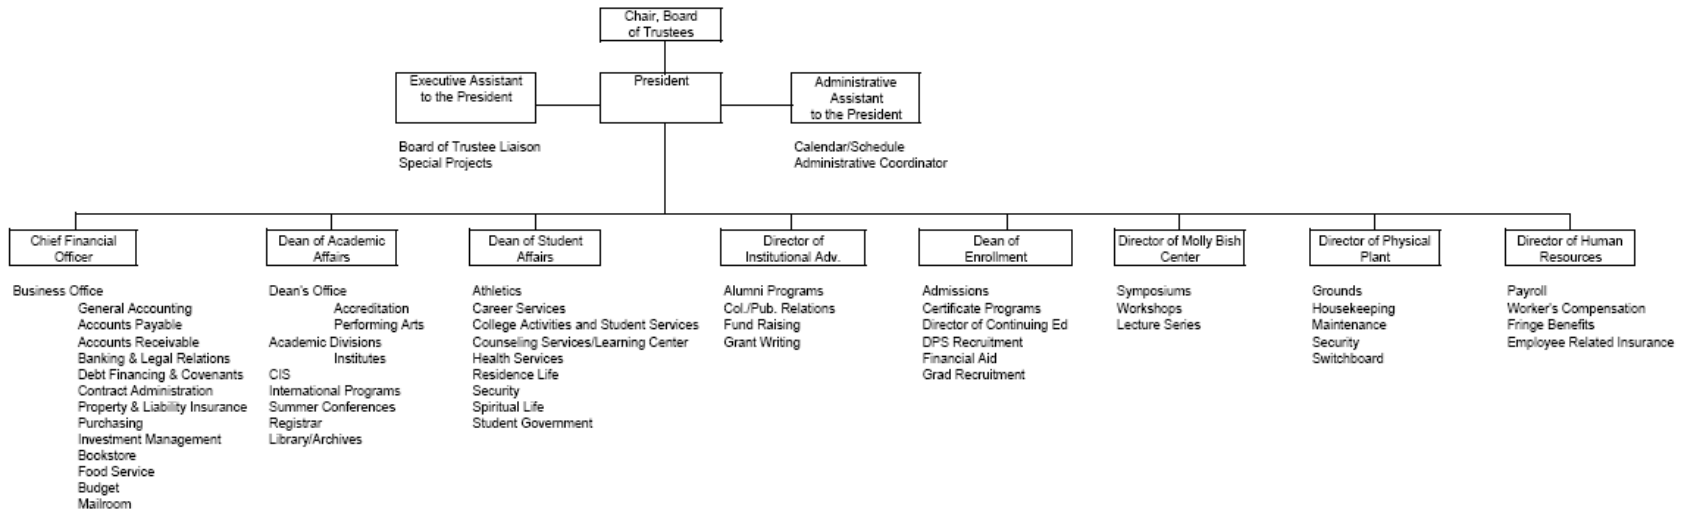 Chair, Board
of Trustees
Executive Assistant
to the President
President
Administrative
Assistant
to the President
Board of Trustee Liaison
Special Projects
Calendar/Schedule
Administrative Coordinator
Chief Financial
Officer
Business Office
General Accounting
Accounts Payable
Accounts Receivable
Banking & Legal Relations
Debt Financing & Covenants
Contract Administration
Property & Liability Insurance
Purchasing
Investment Management
Bookstore
Food Service
Budget
Mailroom
Dean of Academic
Affairs
Dean's Office
Accreditation
Performing Arts
Academic Divisions
Institutes
CIS
International Programs
Summer Conferences
Registrar
Library/Archives
Dean of Student
Affairs
Athletics
Career Services
College Activities and Student Services
Counseling Services/Learning Center
Health Services
Residence Life
Security
Spiritual Life
Student Government
Director of
Institutional Adv.
Alumni Programs
Col./Pub. Relations
Fund Raising
Grant Writing
Dean of
Enrollment
Admissions
Certificate Programs
Director of Continuing Ed
DPS Recruitment
Financial Aid
Grad Recruitment
Director of Molly Bish
Center
Symposiums
Workshops
Lecture Series
Director of Physical
Plant
Grounds
Housekeeping
Maintenance
Security
Switchboard
Director of Human
Resources
Payroll
Worker's Compensation
Fringe Benefits
Employee Related Insurance